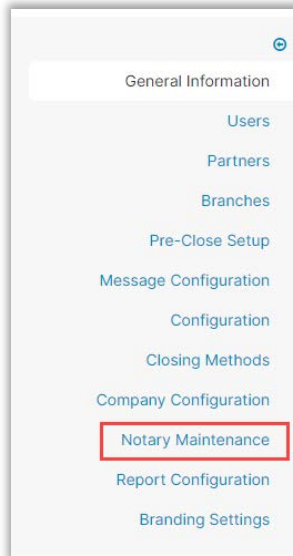 General Information
Users
Partners
Branches
Pre-Close Setup
Message Configuration
Configuration
Closing Methods
Company Configuration
Notary Maintenance
Report Configuration
Branding Settings